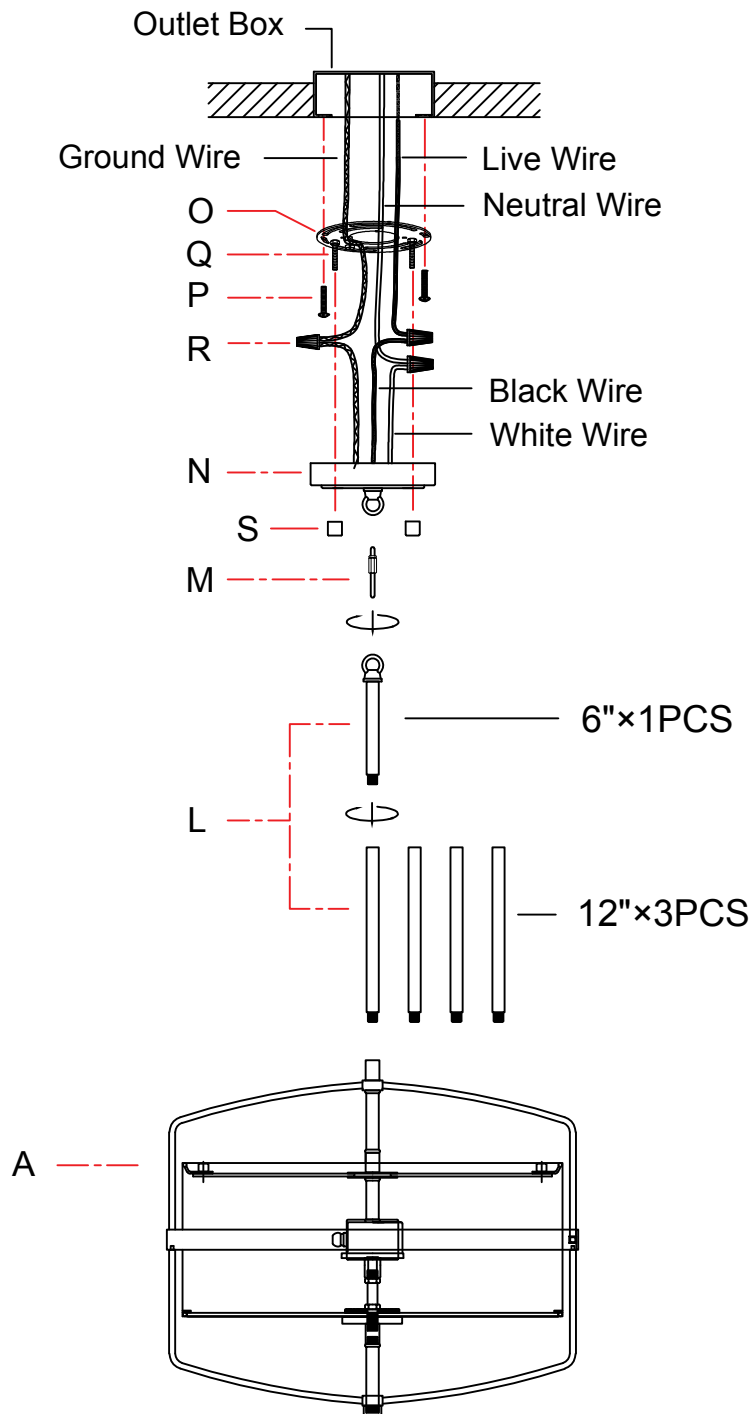 Outlet Box
Ground Wire
Live Wire
Neutral Wire
O
Q
P
R
Black Wire
White Wire
N
S
M
6"×1PCS
L
12"×3PCS
A